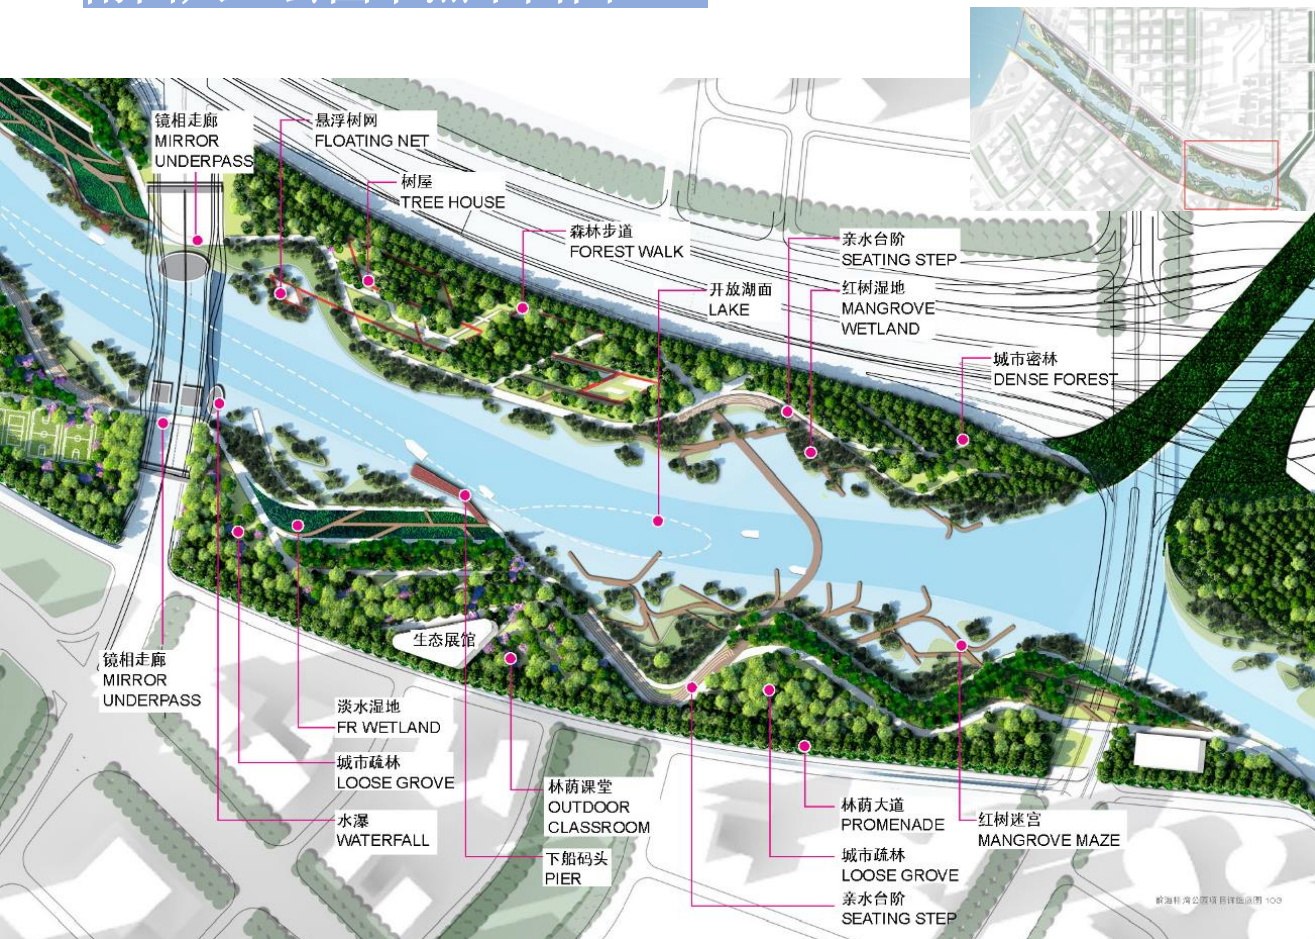 镜相走廊
MIRROR
UNDERPASS
悬浮树网
FLOATING NET
树屋
TREE HOUSE
森林步道
FOREST WALK
亲水台阶
SEATING STEP
开放湖面
LAKE
红树湿地
MANGROVE
WETLAND
城市密林
DENSE FOREST
生态展馆
镜相走廊
MIRROR
UNDERPASS
淡水湿地
FR WETLAND
城市疏林
LOOSE GROVE
水瀑
WATERFALL
林荫课堂
OUTDOOR
CLASSROOM
下船码头
PIER
林荫大道
PROMENADE
城市疏林
LOOSE GROVE
亲水台阶
SEATING STEP
红树迷宫
MANGROVE MAZE